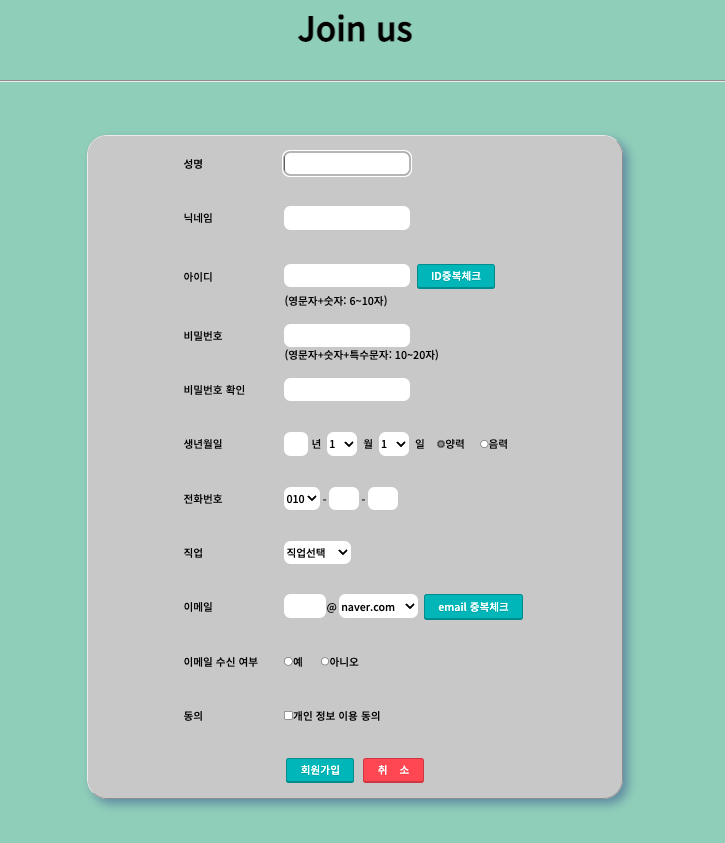 Join us
성명
닉네임
아이디 ID중복체크
(영문자+숫자: 6~10자)
비밀번호
(영문자+숫자+특수문자: 10~20자)
비밀번호 확인
생년월일 년 1 월 1 일 양력 음력
전화번호 010 - -
직업 직업선택
이메일 @ naver.com email 중복체크
이메일 수신 여부 예 아니오
동의 개인 정보 이용 동의
회원가입 취 소